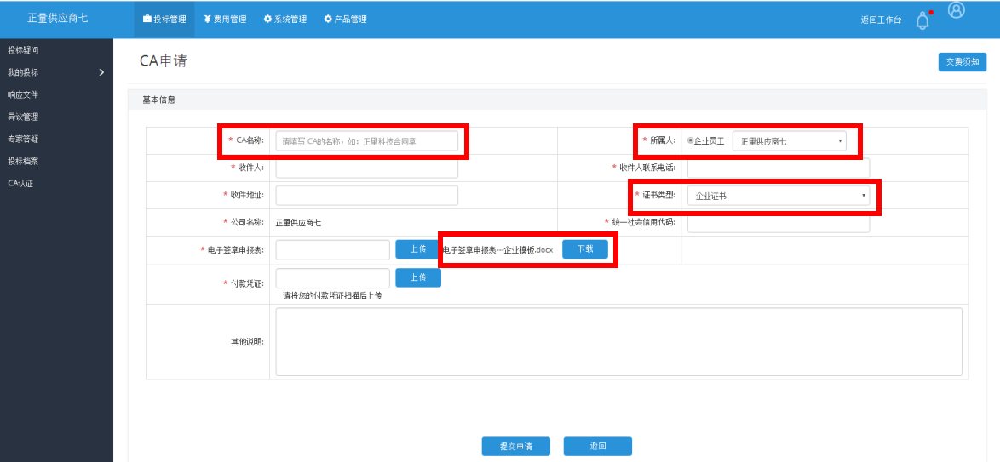 正量供应商七
投标管理
费用管理
系统管理
产品管理
返回工作台
投标疑问
我的投标
响应文件
异议管理
专家答疑
投标档案
CA认证
CA申请
交费须知
基本信息
* CA名称: 请填写 CA的名称，如：正量科技合同章
* 所属人: 企业员工 正量供应商七
* 收件人:
* 收件人联系电话:
* 收件地址:
* 证书类型: 企业证书
* 公司名称: 正量供应商七
* 统一社会信用代码:
* 电子签章申报表: 上传 电子签章申报表---企业模板.docx 下载
* 付款凭证: 上传
请将您的付款凭证扫描后上传
其他说明:
提交申请
返回